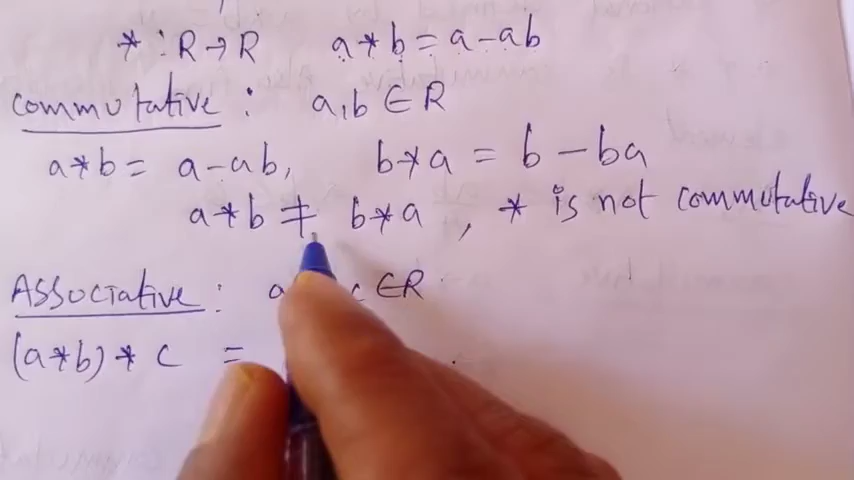 * : R → R a * b = a - ab
Commutative : a, b ∈ R
a * b = a - ab, b * a = b - ba
a * b ≠ b * a , * is not commutative
Associative : a c ∈ R
(a * b) * c =